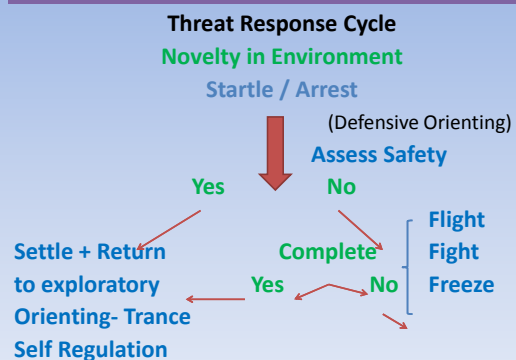 Threat Response Cycle
Novelty in Environment
Startle / Arrest
(Defensive Orienting)
Assess Safety
Yes No
Flight
Settle + Return Complete Fight
to exploratory Yes No Freeze
Orienting- Trance
Self Regulation